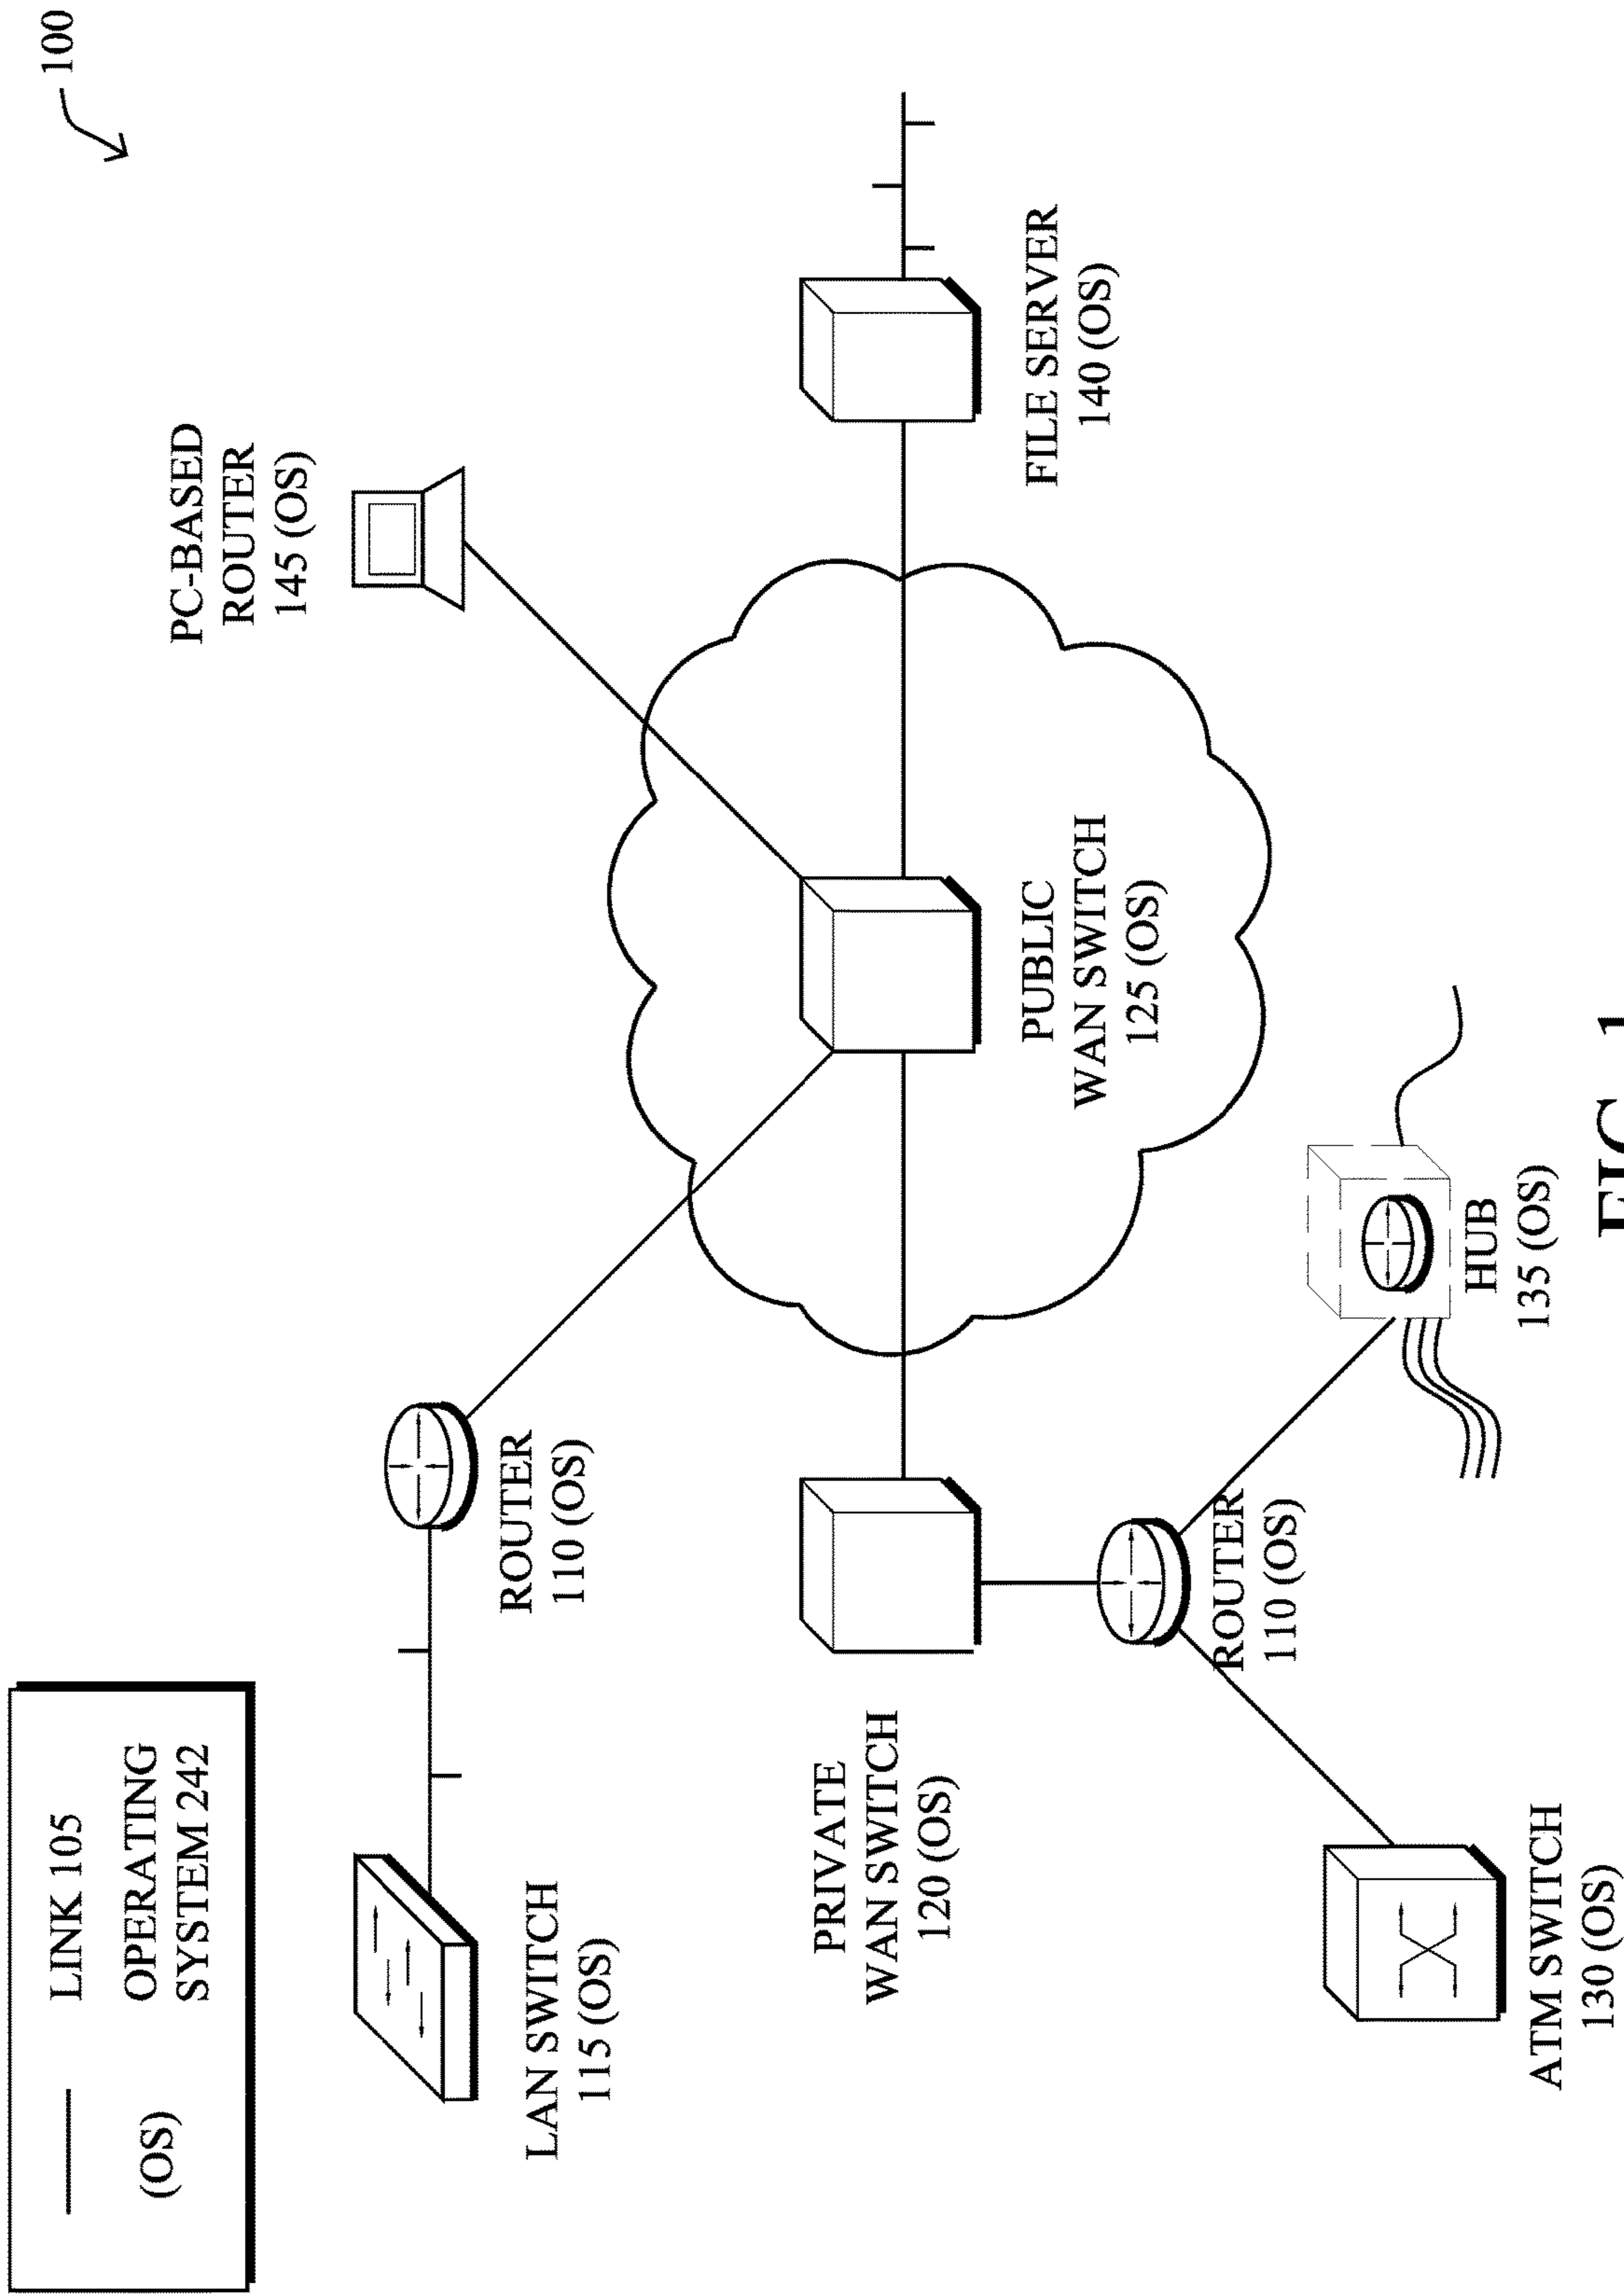 100
LINK 105
(OS)
OPERATING
SYSTEM 242
LAN SWITCH
115 (OS)
ROUTER
110 (OS)
PC-BASED
ROUTER
145 (OS)
PRIVATE
WAN SWITCH
120 (OS)
PUBLIC
WAN SWITCH
125 (OS)
FILE SERVER
140 (OS)
ROUTER
110 (OS)
ATM SWITCH
130 (OS)
HUB
135 (OS)
FIG. 1